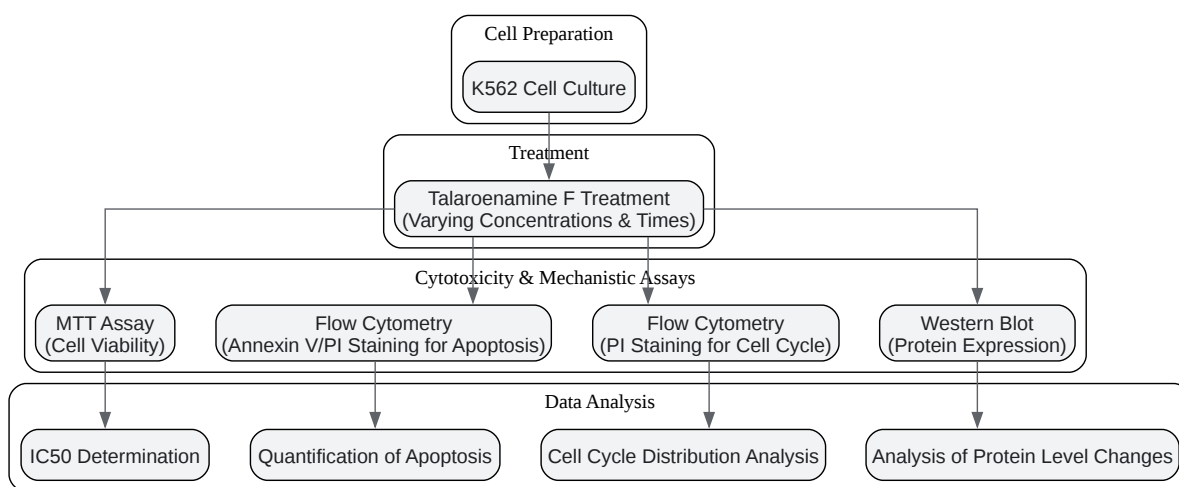 Cell Preparation
K562 Cell Culture
Treatment
Talaroenamine F Treatment
(Varying Concentrations & Times)
Cytotoxicity & Mechanistic Assays
MTT Assay
(Cell Viability)
Flow Cytometry
(Annexin V/PI Staining for Apoptosis)
Flow Cytometry
(PI Staining for Cell Cycle)
Western Blot
(Protein Expression)
Data Analysis
IC50 Determination
Quantification of Apoptosis
Cell Cycle Distribution Analysis
Analysis of Protein Level Changes